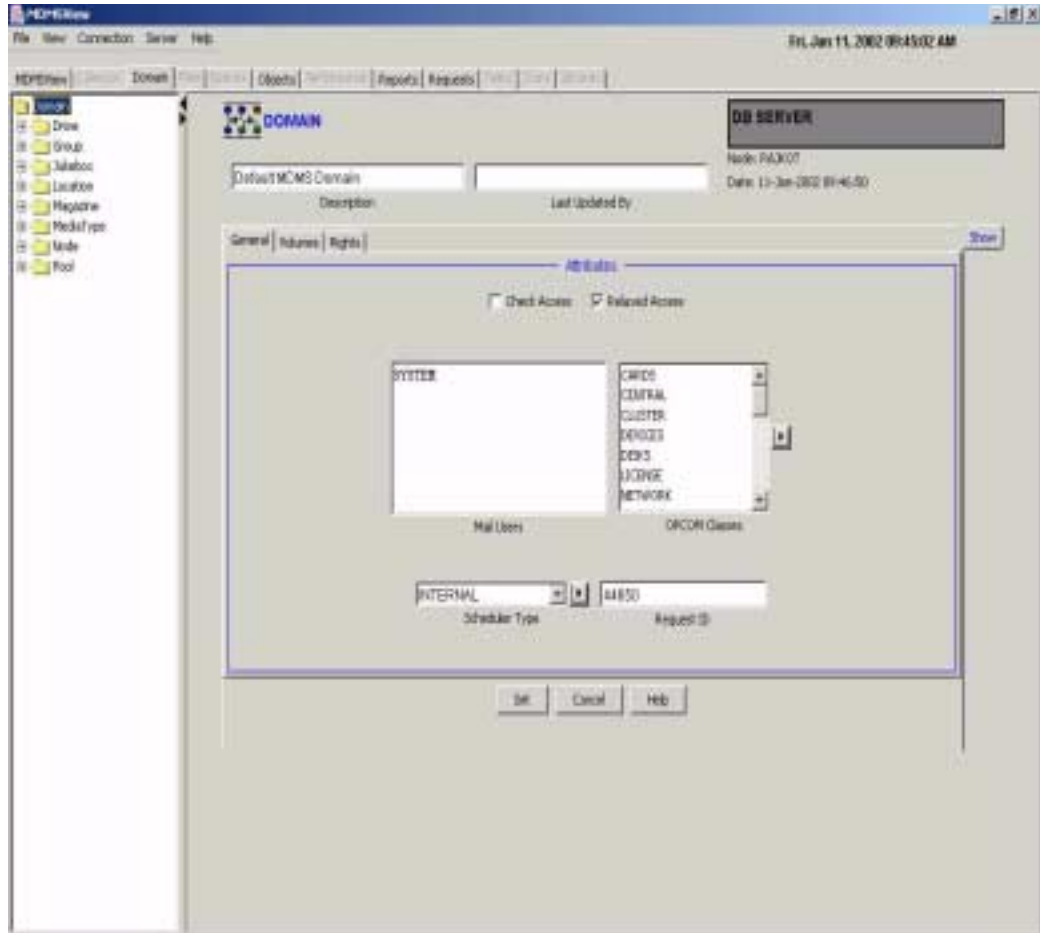 MDMSView
File View Connection Server Help
Fri, Jan 11, 2002 09:45:02 AM
MDMSView Domain Objects Reports Requests
Domain
Drive
Group
Jukebox
Location
Magazine
MediaType
Node
Pool
DOMAIN
DB SERVER
Node: RAJKOT
Date: 11-Jan-2002 09:46:50
Default MDMS Domain
Description Last Updated By
General Volumes Rights
Show
Attributes
Check Access Relaxed Access
SYSTEM
CARDS
CENTRAL
CLUSTER
DEVICES
DISKS
LICENSE
NETWORK
Mail Users OPCOM Classes
INTERNAL 44850
Scheduler Type Request ID
Set Cancel Help